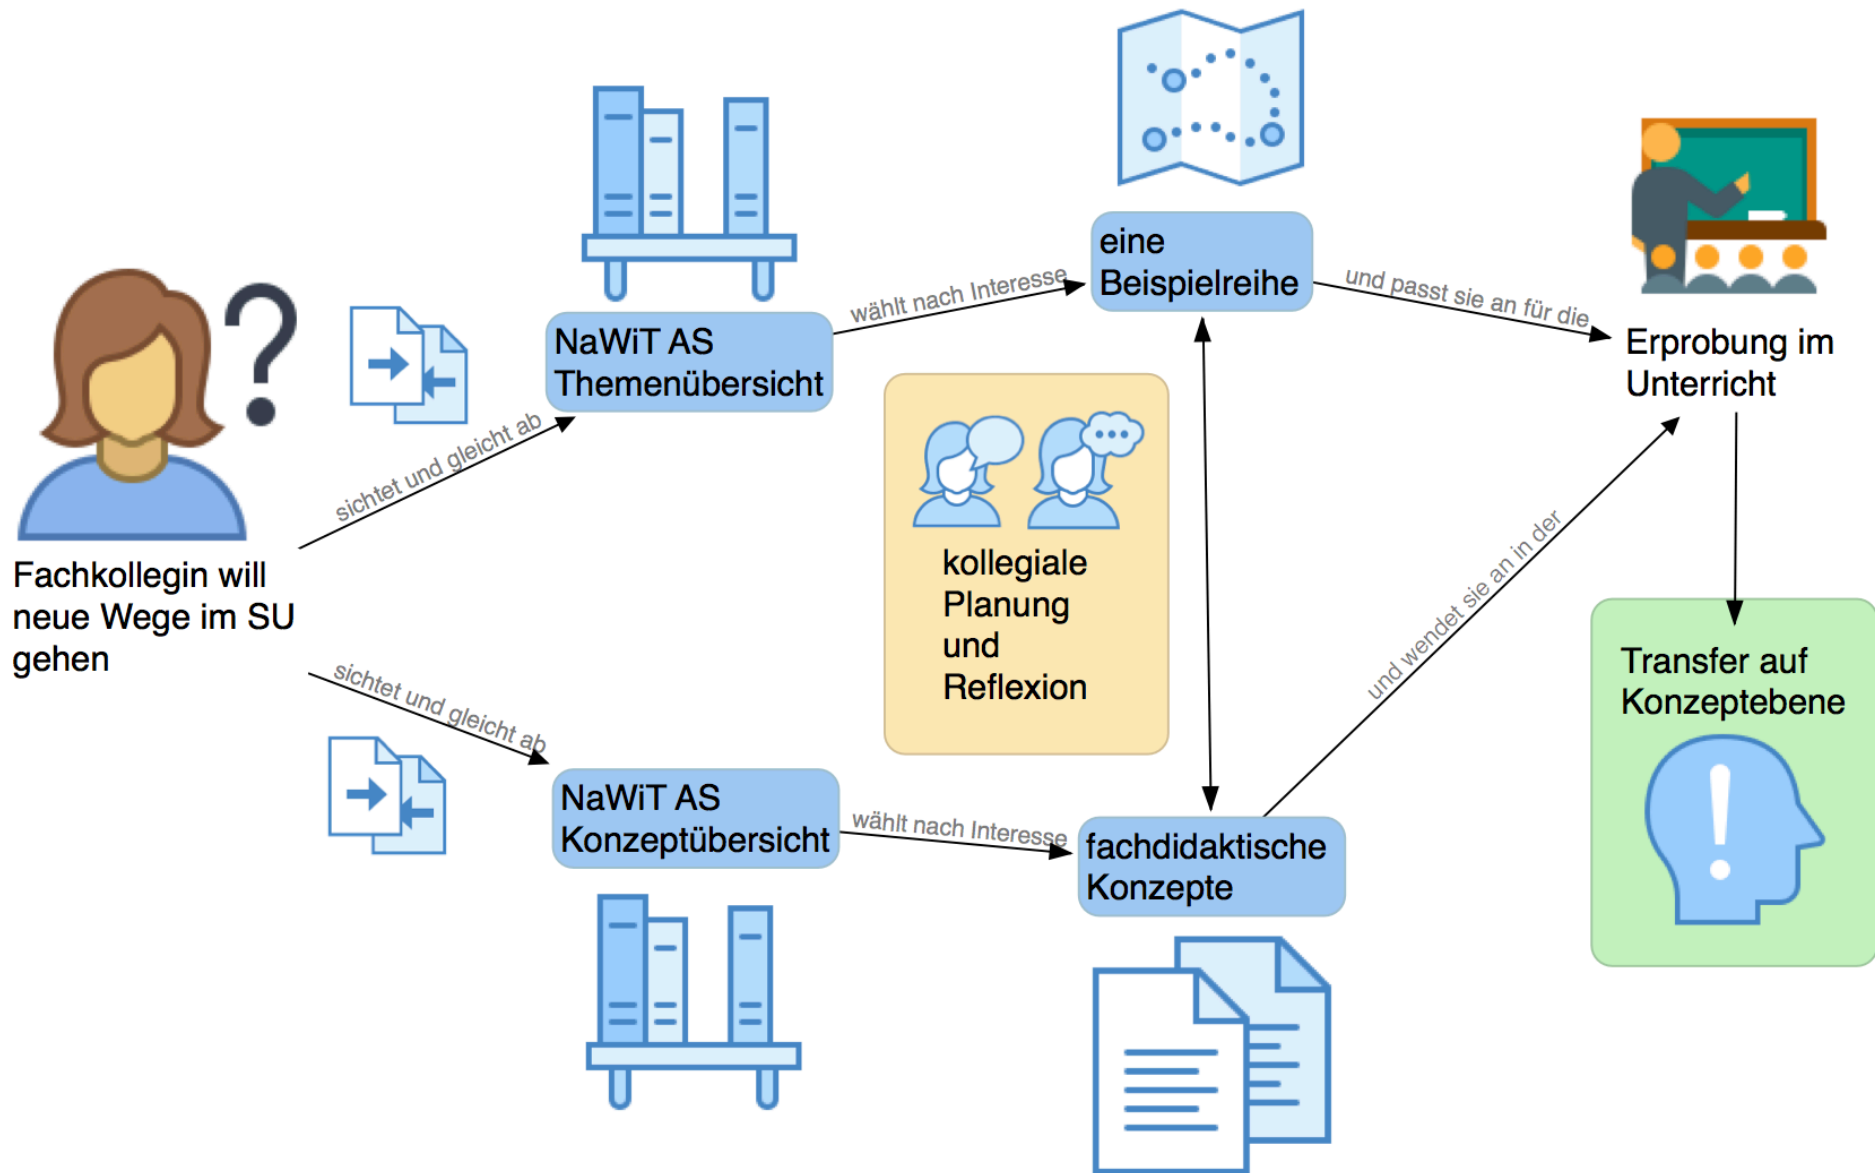 Fachkollegin will
neue Wege im SU
gehen
sichtet und gleicht ab
NaWiT AS
Themenübersicht
wählt nach Interesse
eine
Beispielreihe
und passt sie an für die
Erprobung im
Unterricht
kollegiale
Planung
und
Reflexion
sichtet und gleicht ab
NaWiT AS
Konzeptübersicht
wählt nach Interesse
fachdidaktische
Konzepte
und wendet sie an in der
Transfer auf
Konzeptebene